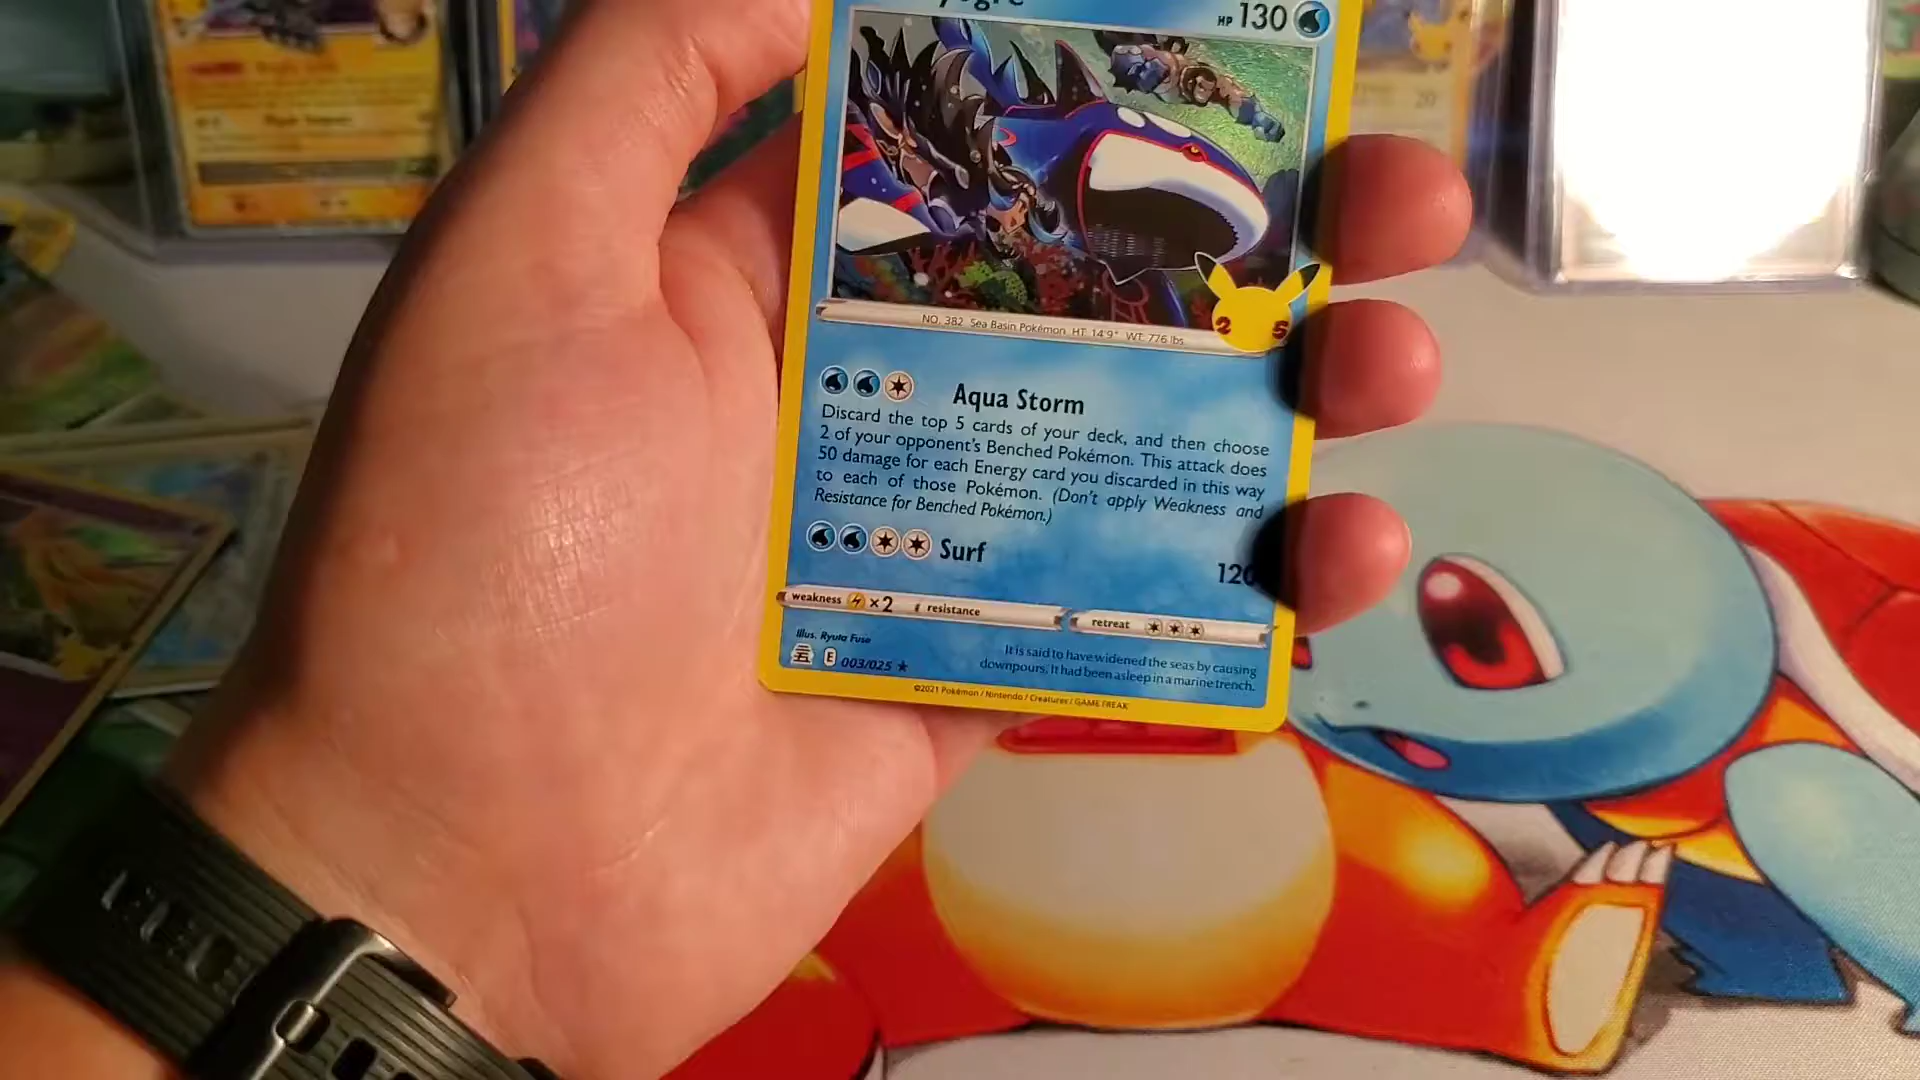 HP 130
25
NO. 382 Sea Basin Pokémon HT: 14'9" WT: 776 lbs.
Aqua Storm
Discard the top 5 cards of your deck, and then choose
2 of your opponent's Benched Pokémon. This attack does
50 damage for each Energy card you discarded in this way
to each of those Pokémon. (Don't apply Weakness and
Resistance for Benched Pokémon.)
Surf
120
weakness ×2 resistance
retreat
Illus. Ryuta Fuse
E 003/025 ★
It is said to have widened the seas by causing
downpours. It had been asleep in a marine trench.
©2021 Pokémon / Nintendo / Creatures / GAME FREAK